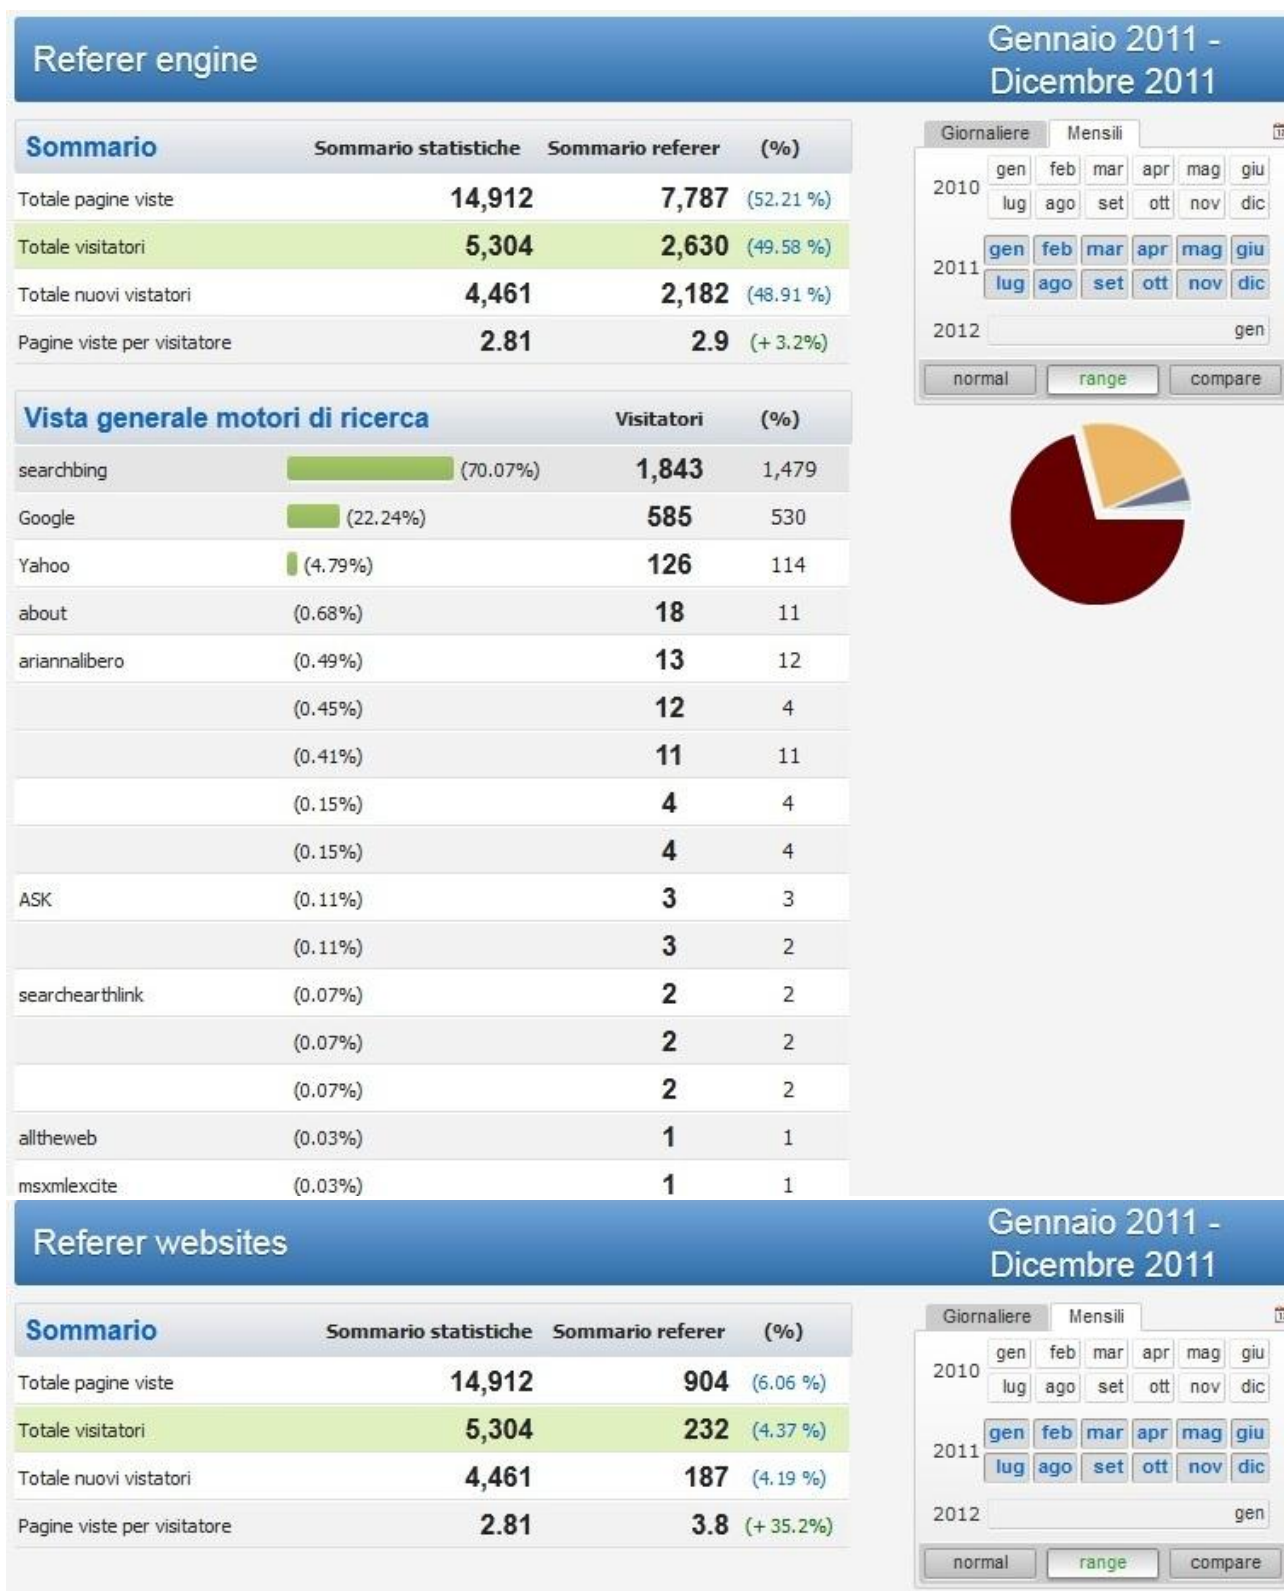 Referer engine
Gennaio 2011 -
Dicembre 2011
Sommario Sommario statistiche Sommario referer (%)
Totale pagine viste 14,912 7,787 (52.21 %)
Totale visitatori 5,304 2,630 (49.58 %)
Totale nuovi vistatori 4,461 2,182 (48.91 %)
Pagine viste per visitatore 2.81 2.9 (+ 3.2%)
Giornaliere Mensili
2010
gen feb mar apr mag giu
lug ago set ott nov dic
2011
gen feb mar apr mag giu
lug ago set ott nov dic
2012 gen
normal range compare
Vista generale motori di ricerca Visitatori (%)
searchbing (70.07%) 1,843 1,479
Google (22.24%) 585 530
Yahoo (4.79%) 126 114
about (0.68%) 18 11
ariannalibero (0.49%) 13 12
(0.45%) 12 4
(0.41%) 11 11
(0.15%) 4 4
(0.15%) 4 4
ASK (0.11%) 3 3
(0.11%) 3 2
searchearthlink (0.07%) 2 2
(0.07%) 2 2
(0.07%) 2 2
alltheweb (0.03%) 1 1
msxmlexcite (0.03%) 1 1
Referer websites
Gennaio 2011 -
Dicembre 2011
Sommario Sommario statistiche Sommario referer (%)
Totale pagine viste 14,912 904 (6.06 %)
Totale visitatori 5,304 232 (4.37 %)
Totale nuovi vistatori 4,461 187 (4.19 %)
Pagine viste per visitatore 2.81 3.8 (+ 35.2%)
Giornaliere Mensili
2010
gen feb mar apr mag giu
lug ago set ott nov dic
2011
gen feb mar apr mag giu
lug ago set ott nov dic
2012 gen
normal range compare